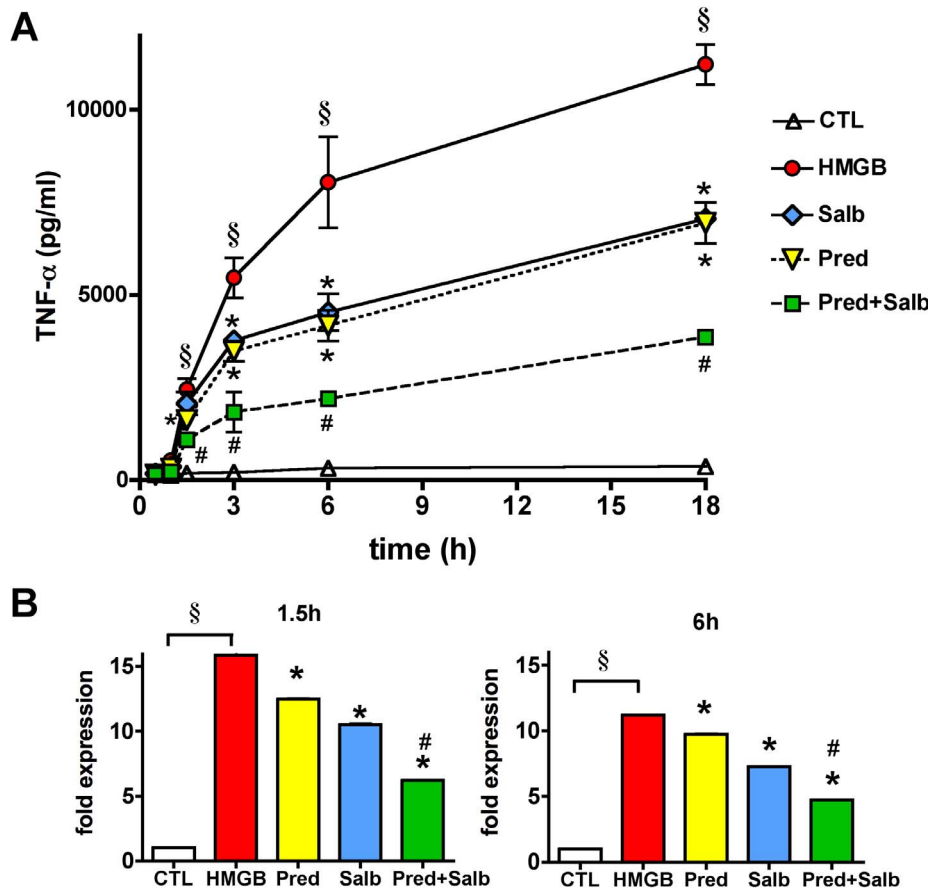 A
TNF-α (pg/ml)
10000
5000
0
§
§
§
§
*
*
*
*
*
*
*
#
#
#
#
0 3 6 9 12 15 18
time (h)
CTL
HMGB
Salb
Pred
Pred+Salb
B
1.5h
fold expression
15
10
5
0
§
*
*
#
*
CTL HMGB Pred Salb Pred+Salb
6h
fold expression
15
10
5
0
§
*
*
#
*
CTL HMGB Pred Salb Pred+Salb